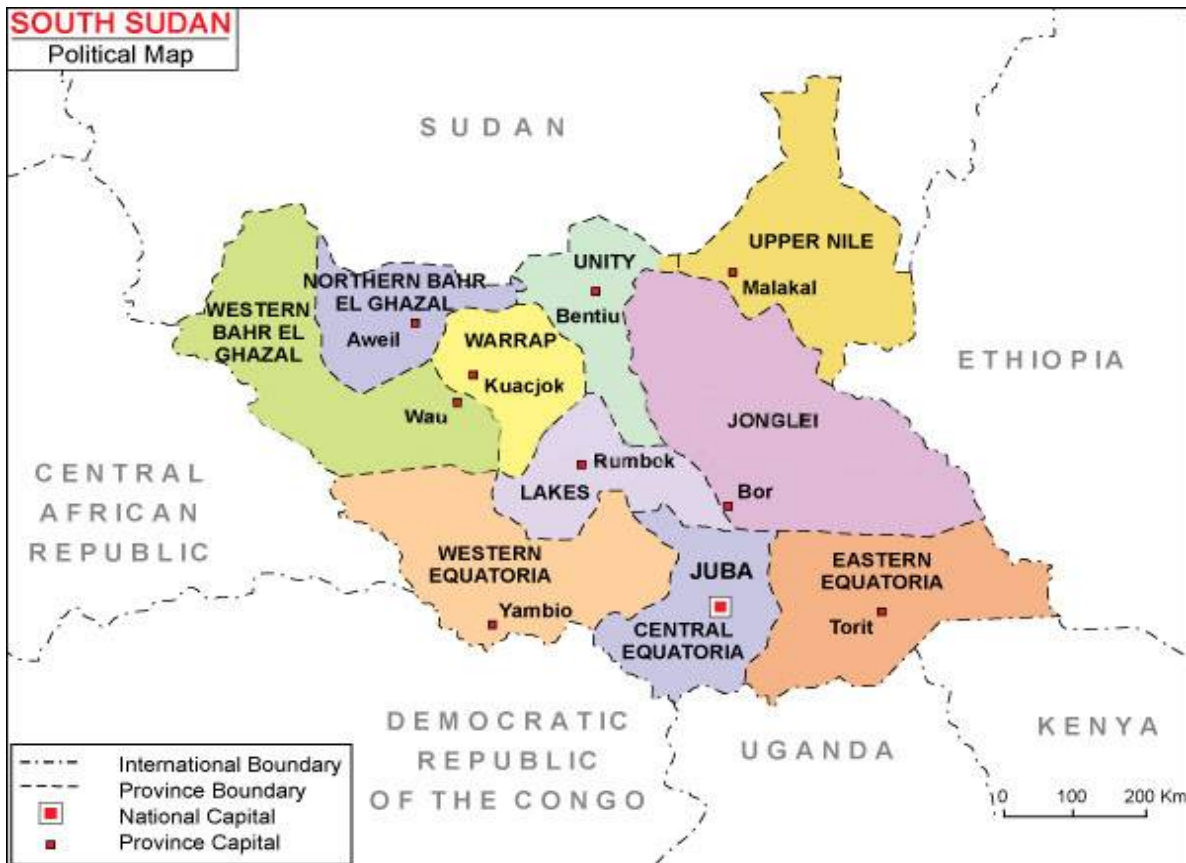 SOUTH SUDAN
Political Map
SUDAN
UPPER NILE
Malakal
UNITY
Bentiu
NORTHERN BAHR
EL GHAZAL
Aweil
WESTERN
BAHR EL
GHAZAL
WARRAP
Kuacjok
Wau
ETHIOPIA
JONGLEI
Bor
Rumbek
LAKES
CENTRAL
AFRICAN
REPUBLIC
WESTERN
EQUATORIA
Yambio
JUBA
CENTRAL
EQUATORIA
EASTERN
EQUATORIA
Torit
DEMOCRATIC
REPUBLIC
OF THE CONGO
UGANDA
KENYA
International Boundary
Province Boundary
National Capital
Province Capital
0 100 200 Km